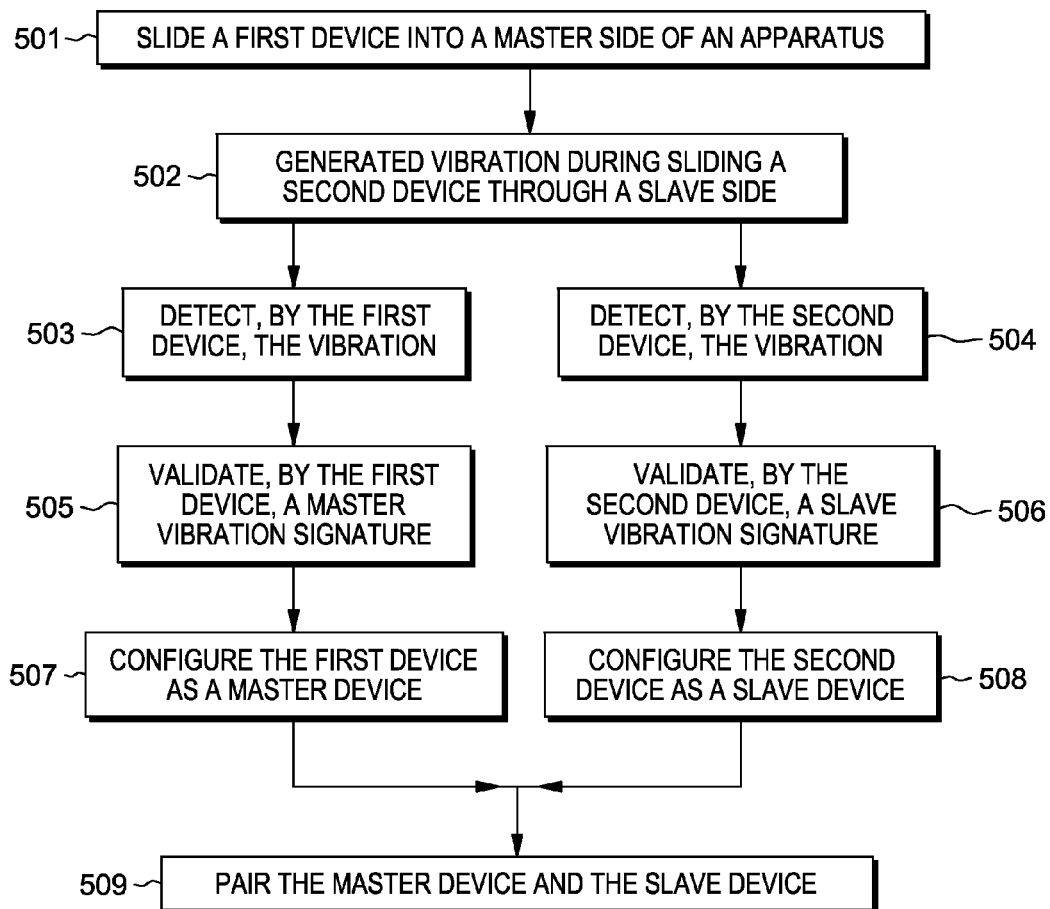 501
SLIDE A FIRST DEVICE INTO A MASTER SIDE OF AN APPARATUS
502
GENERATED VIBRATION DURING SLIDING A
SECOND DEVICE THROUGH A SLAVE SIDE
503
DETECT, BY THE FIRST
DEVICE, THE VIBRATION
DETECT, BY THE SECOND
DEVICE, THE VIBRATION
504
505
VALIDATE, BY THE FIRST
DEVICE, A MASTER
VIBRATION SIGNATURE
VALIDATE, BY THE
SECOND DEVICE, A SLAVE
VIBRATION SIGNATURE
506
507
CONFIGURE THE FIRST DEVICE
AS A MASTER DEVICE
CONFIGURE THE SECOND
DEVICE AS A SLAVE DEVICE
508
509
PAIR THE MASTER DEVICE AND THE SLAVE DEVICE